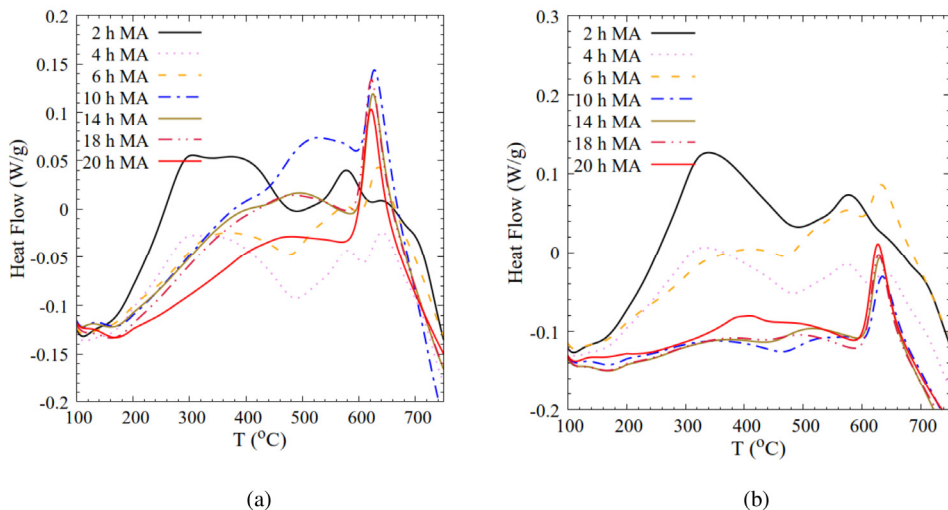 0.2
0.15
0.1
0.05
0
-0.05
-0.1
-0.15
-0.2
Heat Flow (W/g)
2 h MA
4 h MA
6 h MA
10 h MA
14 h MA
18 h MA
20 h MA
100 200 300 400 500 600 700
T (°C)
(a)
0.3
0.2
0.1
0
-0.1
-0.2
Heat Flow (W/g)
2 h MA
4 h MA
6 h MA
10 h MA
14 h MA
18 h MA
20 h MA
100 200 300 400 500 600 700
T (°C)
(b)